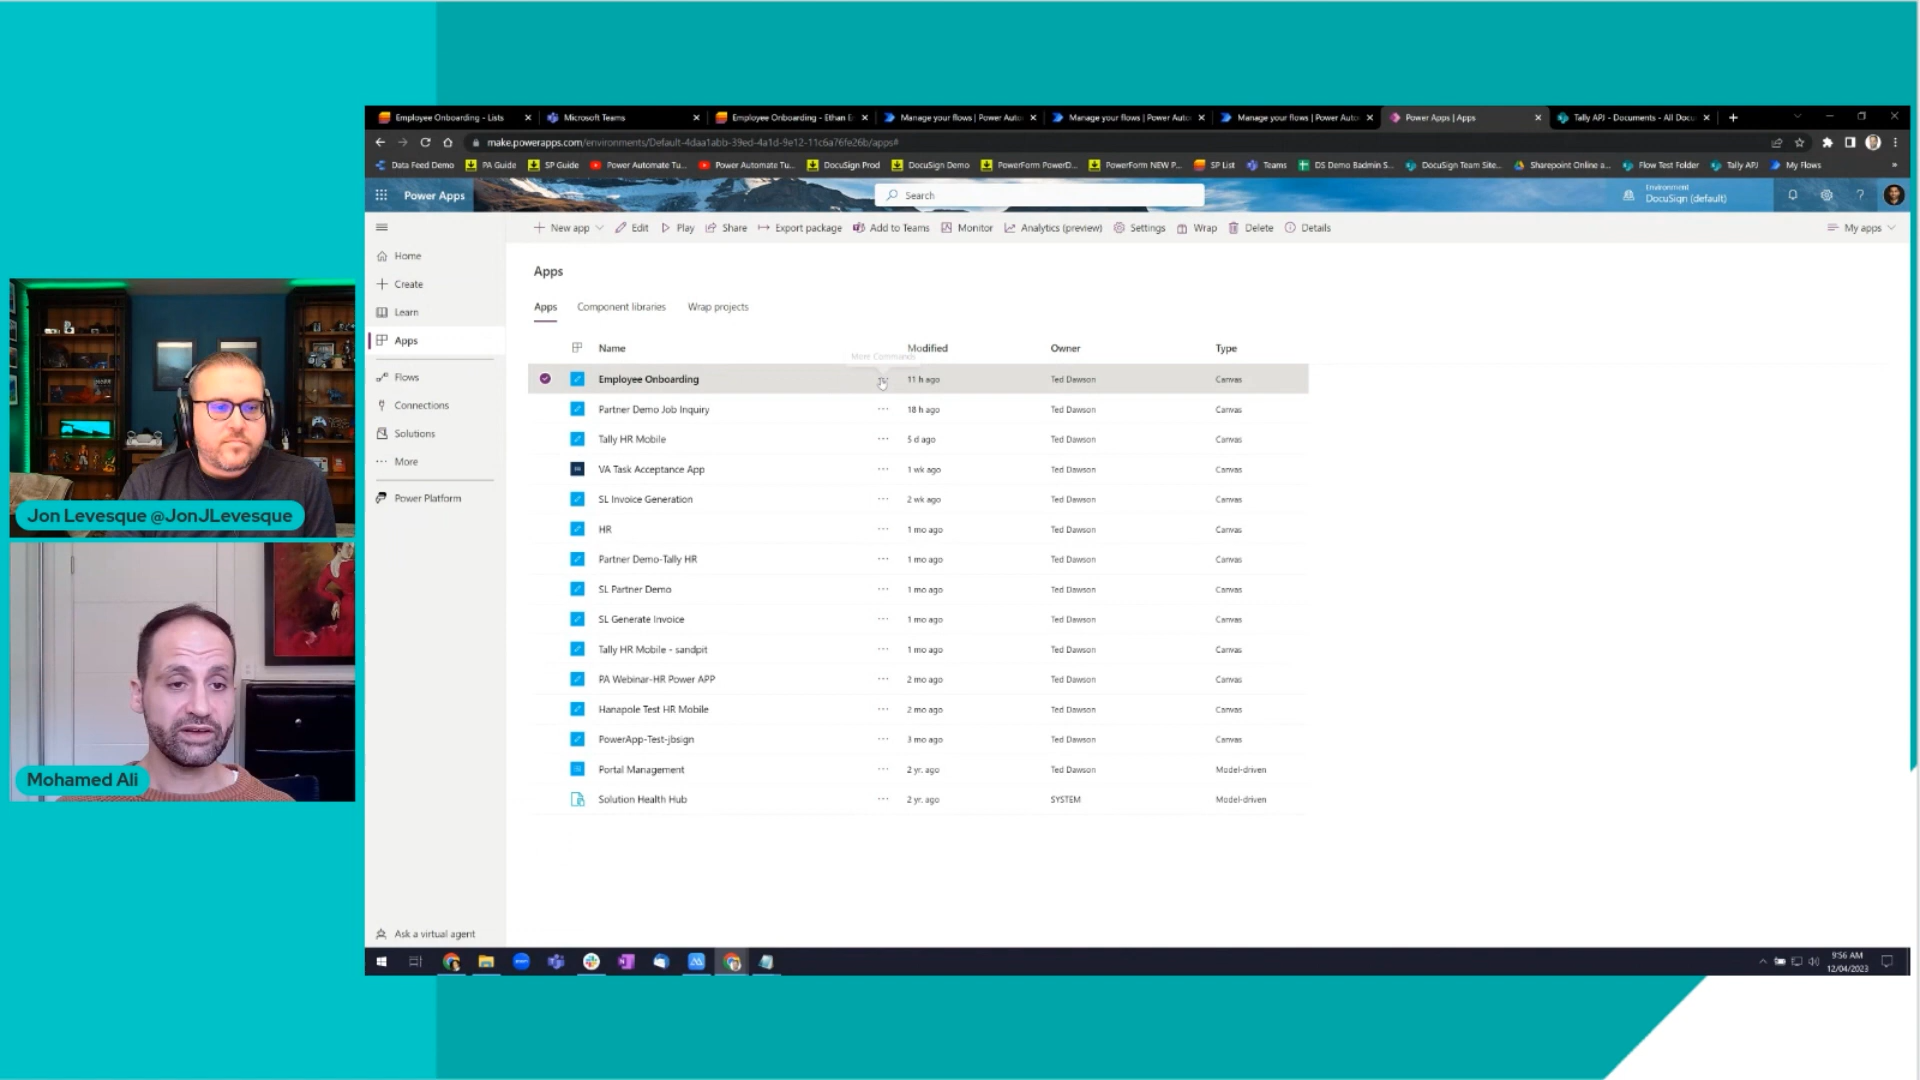 Employee Onboarding - Lists
Microsoft Teams
Employee Onboarding - Ethan E
Manage your flows | Power Auto
Manage your flows | Power Auto
Manage your flows | Power Auto
Power Apps | Apps
Tally APJ - Documents - All Docu
make.powerapps.com/environments/Default-4daa1abb-39ed-4a1d-9e12-11c6a76fe26b/apps#
Data Feed Demo
PA Guide
SP Guide
Power Automate Tu...
Power Automate Tu...
DocuSign Prod
DocuSign Demo
PowerForm PowerD...
PowerForm NEW P...
SP List
Teams
DS Demo Badmin S...
DocuSign Team Site...
Sharepoint Online a...
Flow Test Folder
Tally APJ
My Flows
»
Power Apps
Search
Environment
DocuSign (default)
New app
Edit
Play
Share
Export package
Add to Teams
Monitor
Analytics (preview)
Settings
Wrap
Delete
Details
My apps
Home
Create
Learn
Apps
Flows
Connections
Solutions
More
Power Platform
Ask a virtual agent
Apps
Apps Component libraries Wrap projects
Name Modified Owner Type
More Commands
Employee Onboarding 11 h ago Ted Dawson Canvas
Partner Demo Job Inquiry 18 h ago Ted Dawson Canvas
Tally HR Mobile 5 d ago Ted Dawson Canvas
VA Task Acceptance App 1 wk ago Ted Dawson Canvas
SL Invoice Generation 2 wk ago Ted Dawson Canvas
HR 1 mo ago Ted Dawson Canvas
Partner Demo-Tally HR 1 mo ago Ted Dawson Canvas
SL Partner Demo 1 mo ago Ted Dawson Canvas
SL Generate Invoice 1 mo ago Ted Dawson Canvas
Tally HR Mobile - sandpit 1 mo ago Ted Dawson Canvas
PA Webinar-HR Power APP 2 mo ago Ted Dawson Canvas
Hanapole Test HR Mobile 2 mo ago Ted Dawson Canvas
PowerApp-Test-jbsign 3 mo ago Ted Dawson Canvas
Portal Management 2 yr. ago Ted Dawson Model-driven
Solution Health Hub 2 yr. ago SYSTEM Model-driven
9:56 AM
12/04/2023
Jon Levesque @JonJLevesque
Mohamed Ali